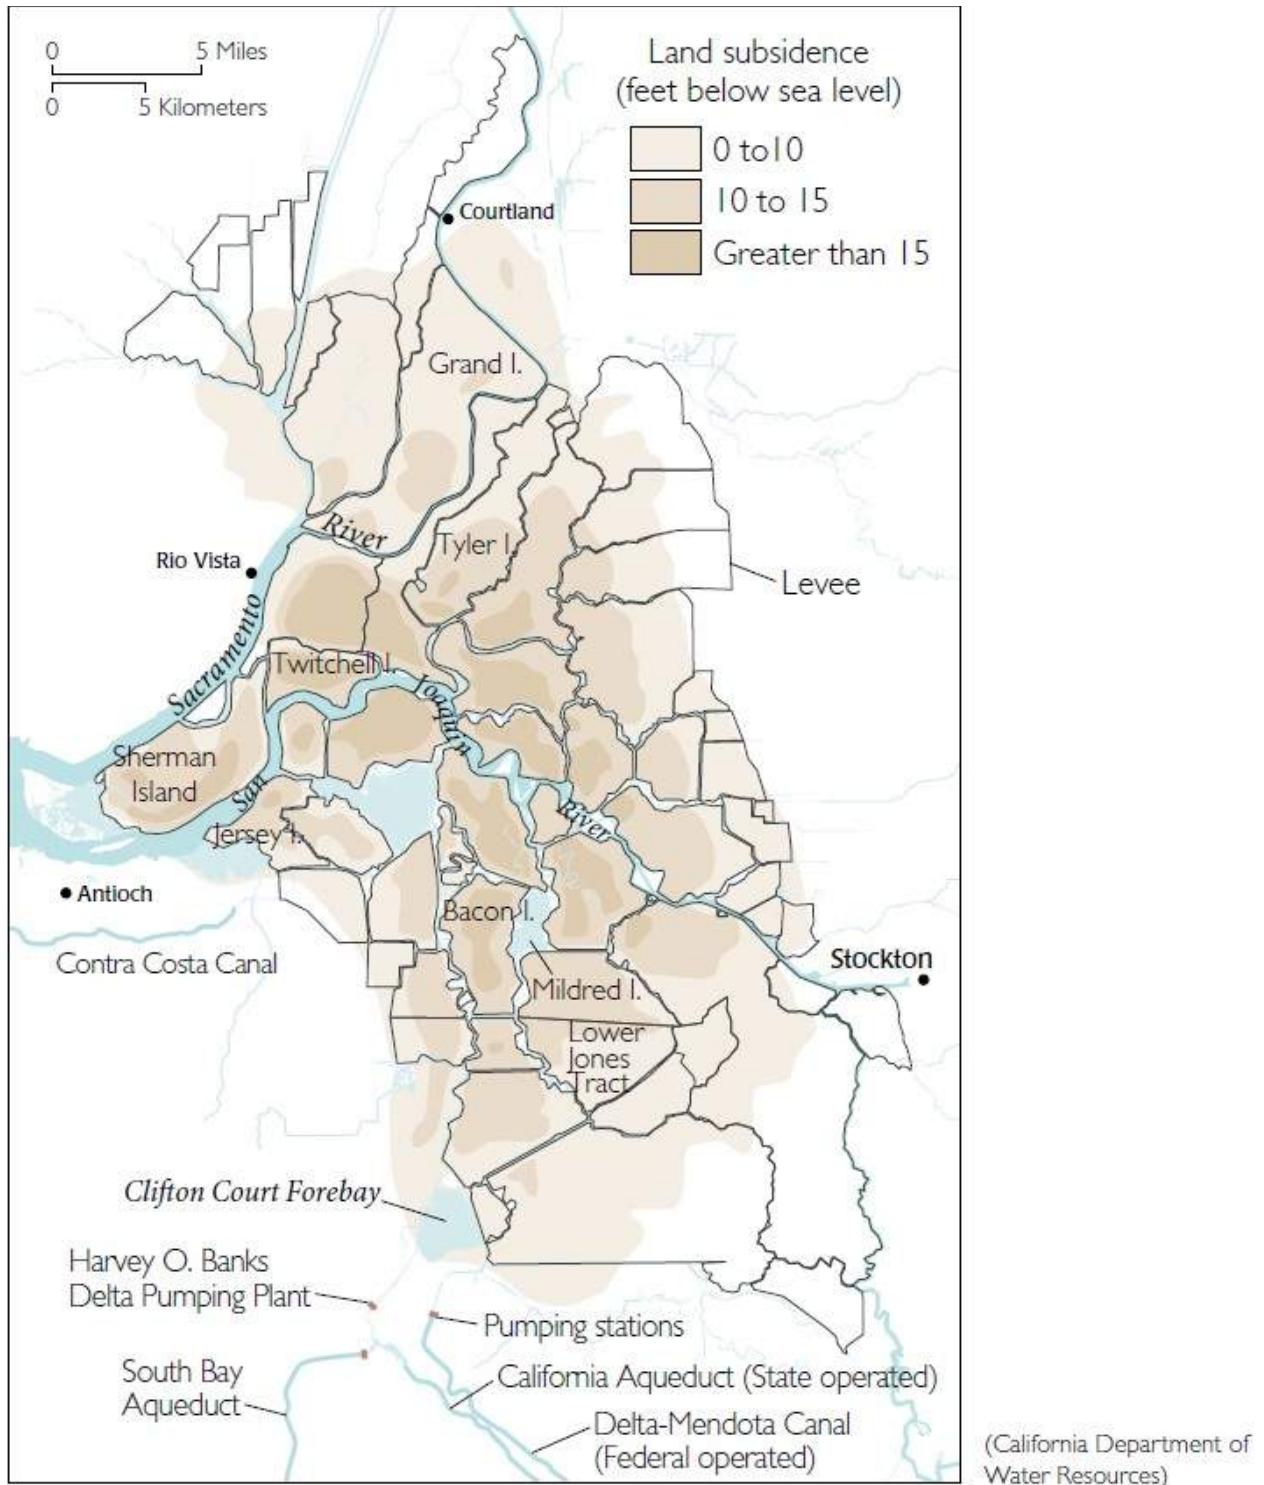 0 5 Miles
0 5 Kilometers
Land subsidence
(feet below sea level)
0 to10
10 to 15
Greater than 15
Courtland
Grand I.
River
Tyler I.
Rio Vista
Levee
Sacramento
Twitchell I.
Joaquin
Sherman
Island
San
River
Jersey I.
Antioch
Bacon I.
Contra Costa Canal
Stockton
Mildred I.
Lower
Jones
Tract
Clifton Court Forebay
Harvey O. Banks
Delta Pumping Plant
Pumping stations
South Bay
Aqueduct
California Aqueduct (State operated)
Delta-Mendota Canal
(Federal operated)
(California Department of
Water Resources)